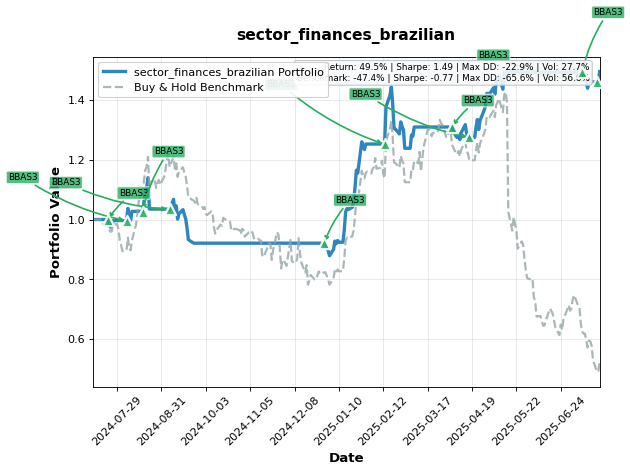 sector_finances_brazilian
BBAS3
BBAS3
eturn: 49.5% | Sharpe: 1.49 | Max DD: -22.9% | Vol: 27.7%
mark: -47.4% | Sharpe: -0.77 | Max DD: -65.6% | Vol: 56.
sector_finances_brazilian Portfolio
Buy & Hold Benchmark
BBAS3
BBAS3
BBAS3
BBAS3
BBAS3
BBAS3
BBAS3
Portfolio Value
1.4
1.2
1.0
0.8
0.6
2024-07-29
2024-08-31
2024-10-03
2024-11-05
2024-12-08
2025-01-10
2025-02-12
2025-03-17
2025-04-19
2025-05-22
2025-06-24
Date